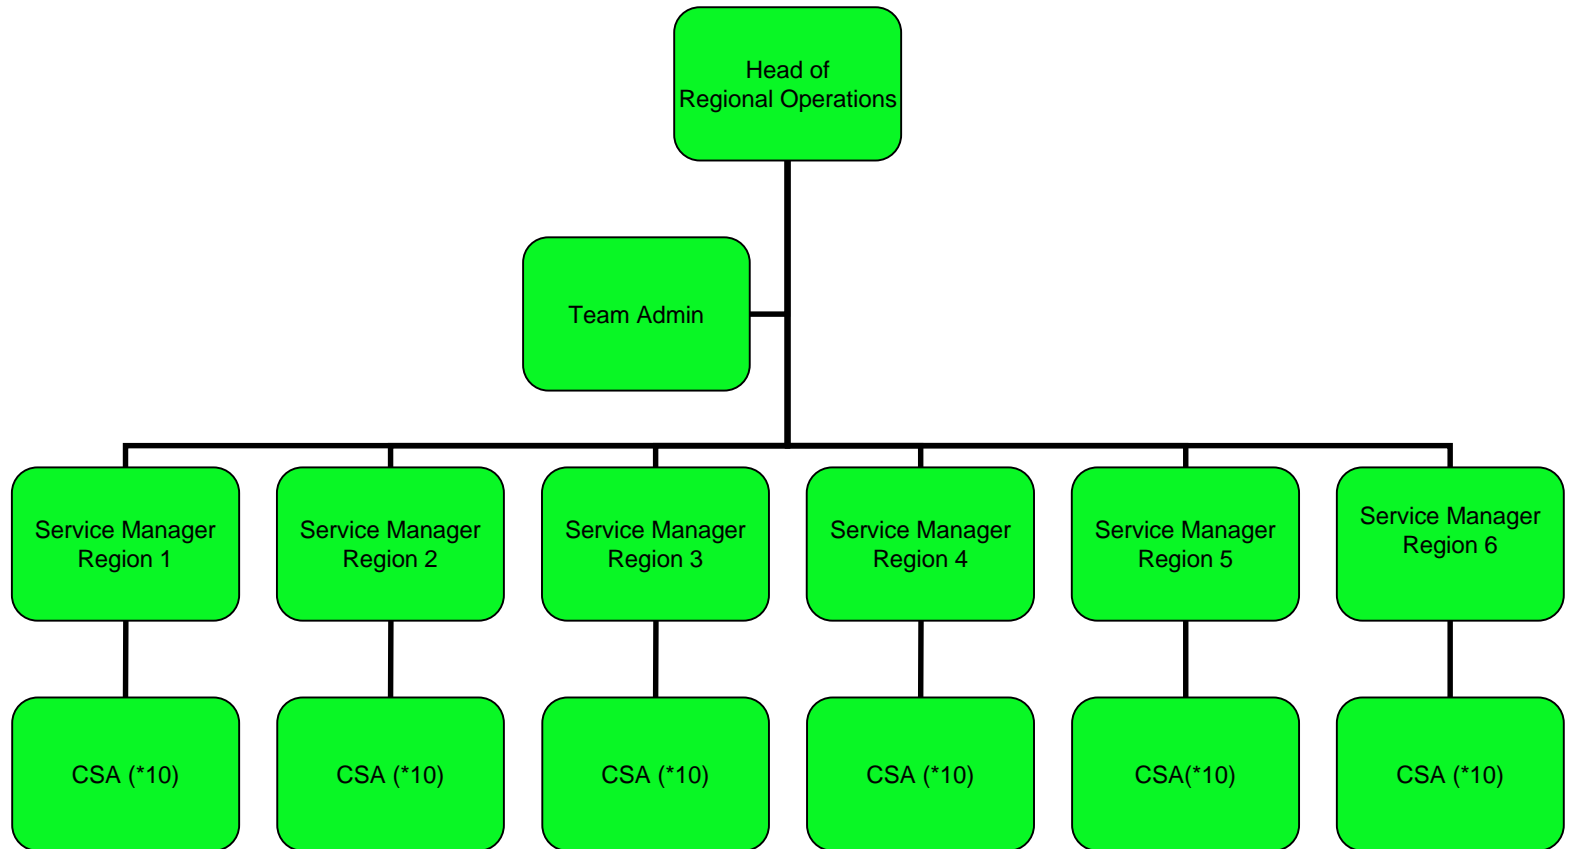 Head of
Regional Operations
Team Admin
Service Manager
Region 1
Service Manager
Region 2
Service Manager
Region 3
Service Manager
Region 4
Service Manager
Region 5
Service Manager
Region 6
CSA (*10)
CSA (*10)
CSA (*10)
CSA (*10)
CSA(*10)
CSA (*10)